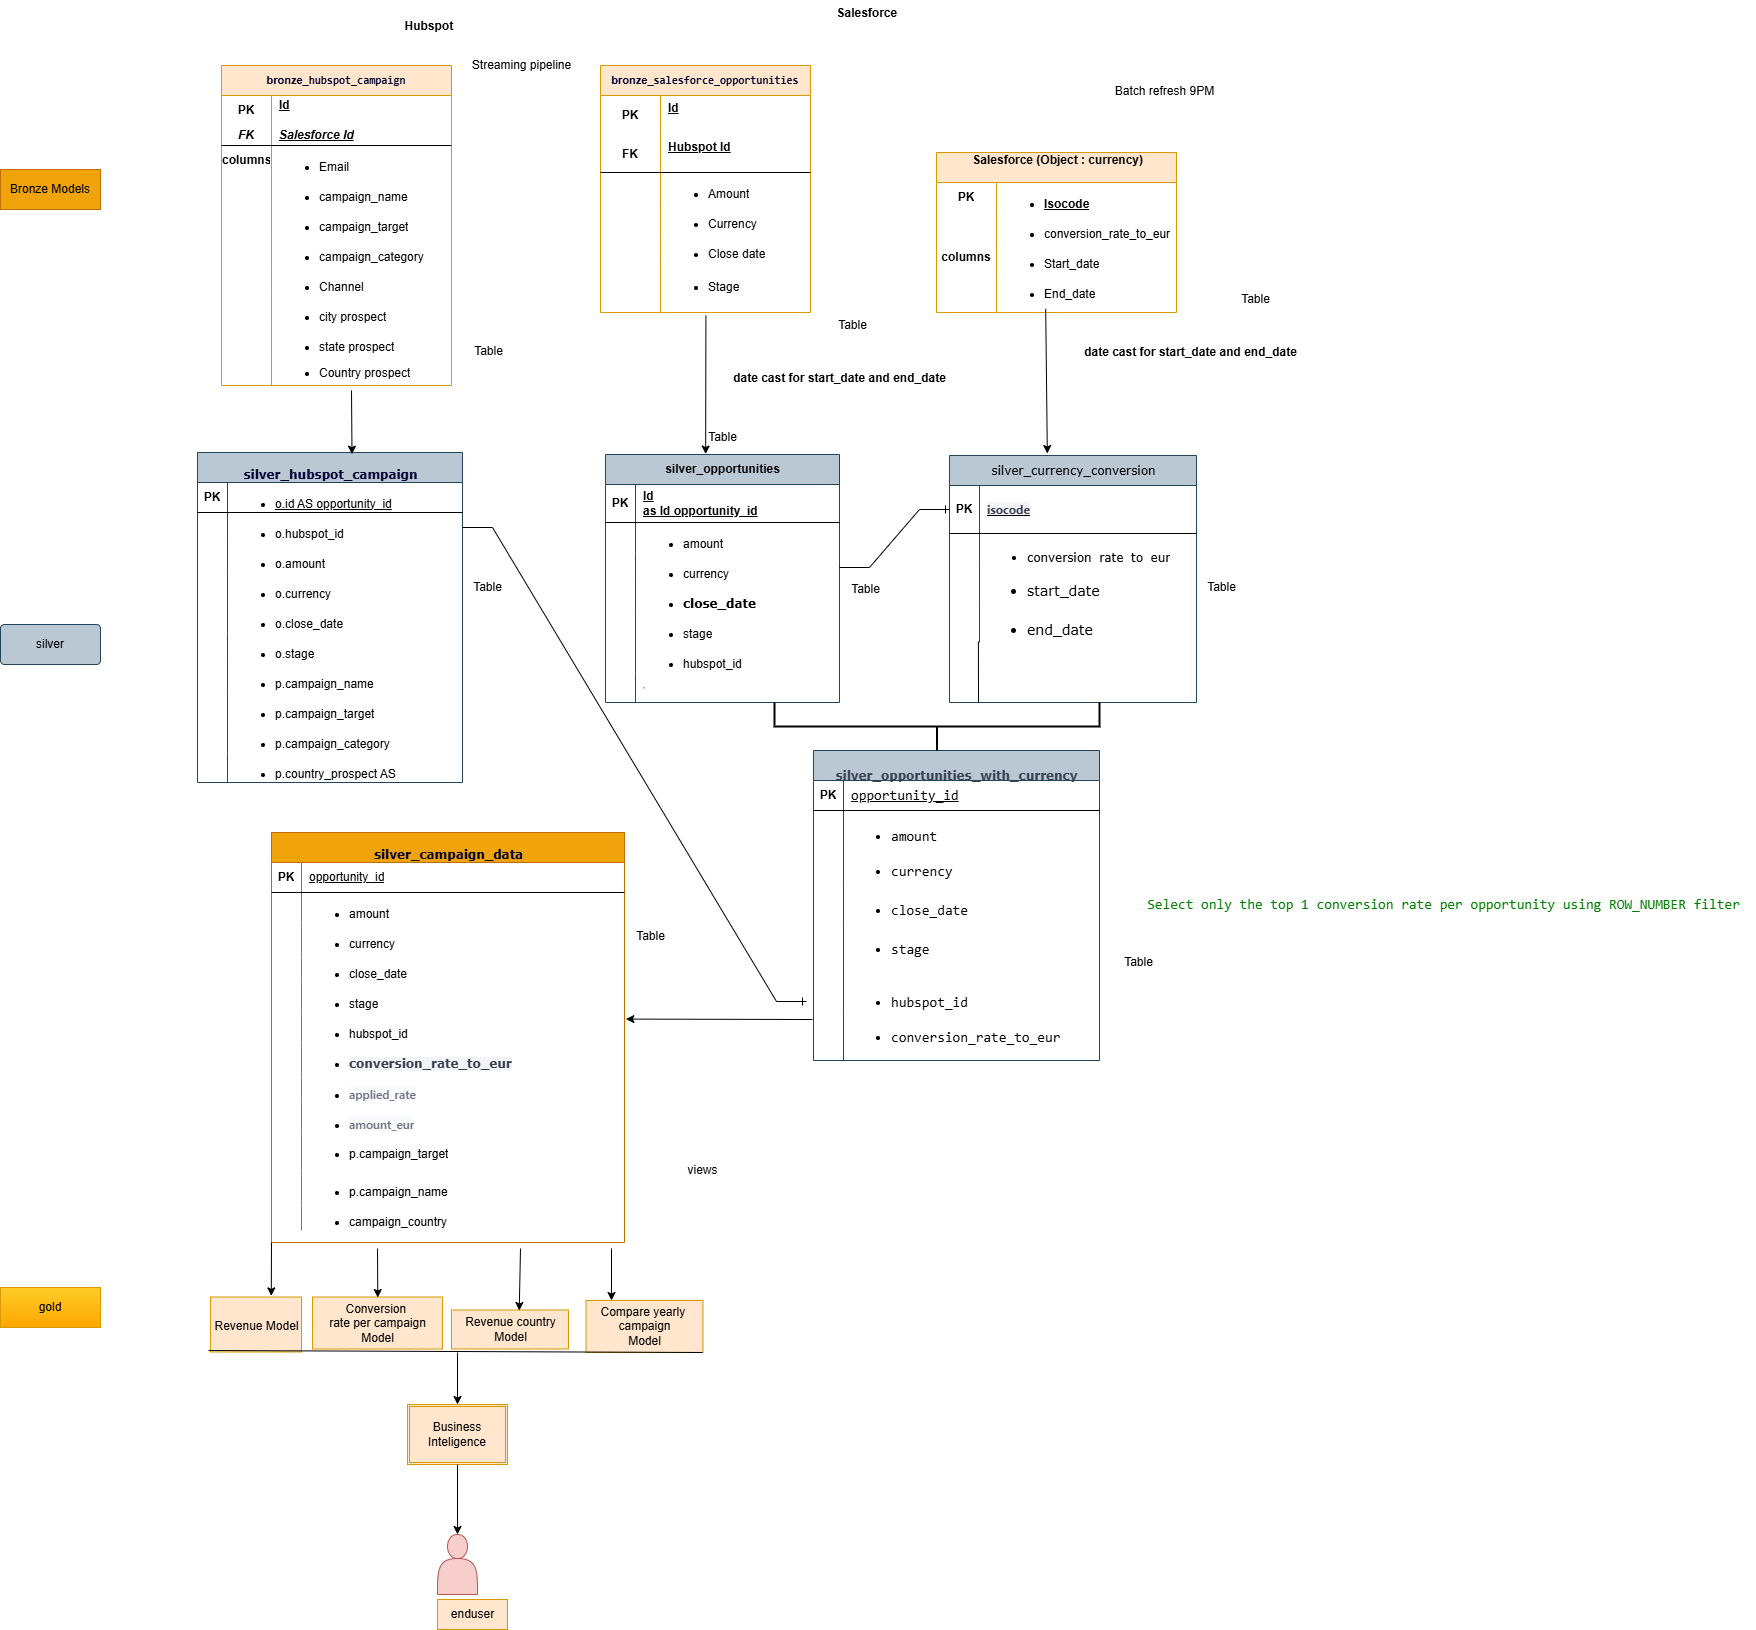 Hubspot
Salesforce
Streaming pipeline
Batch refresh 9PM
Bronze Models
bronze_hubspot_campaign
PK
Id
FK
Salesforce Id
columns
Email
campaign_name
campaign_target
campaign_category
Channel
city prospect
state prospect
Country prospect
Table
bronze_salesforce_opportunities
PK
Id
FK
Hubspot Id
Amount
Currency
Close date
Stage
Table
Salesforce (Object : currency)
PK
Isocode
conversion_rate_to_eur
columns
Start_date
End_date
Table
date cast for start_date and end_date
date cast for start_date and end_date
Table
silver
silver_hubspot_campaign
PK
o.id AS opportunity_id
o.hubspot_id
o.amount
o.currency
o.close_date
o.stage
p.campaign_name
p.campaign_target
p.campaign_category
p.country_prospect AS
Table
silver_opportunities
PK
Id
as Id opportunity_id
amount
currency
close_date
stage
hubspot_id
Table
silver_currency_conversion
PK
isocode
conversion rate to eur
start_date
end_date
Table
silver_opportunities_with_currency
PK
opportunity_id
amount
currency
close_date
stage
hubspot_id
conversion_rate_to_eur
Select only the top 1 conversion rate per opportunity using ROW_NUMBER filter
Table
silver_campaign_data
PK
opportunity_id
amount
currency
close_date
stage
hubspot_id
conversion_rate_to_eur
applied_rate
amount_eur
p.campaign_target
p.campaign_name
campaign_country
Table
views
gold
Revenue Model
Conversion
rate per campaign
Model
Revenue country
Model
Compare yearly
campaign
Model
Business
Inteligence
enduser